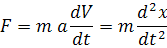 F = m a dV/dt = m d²x/dt²